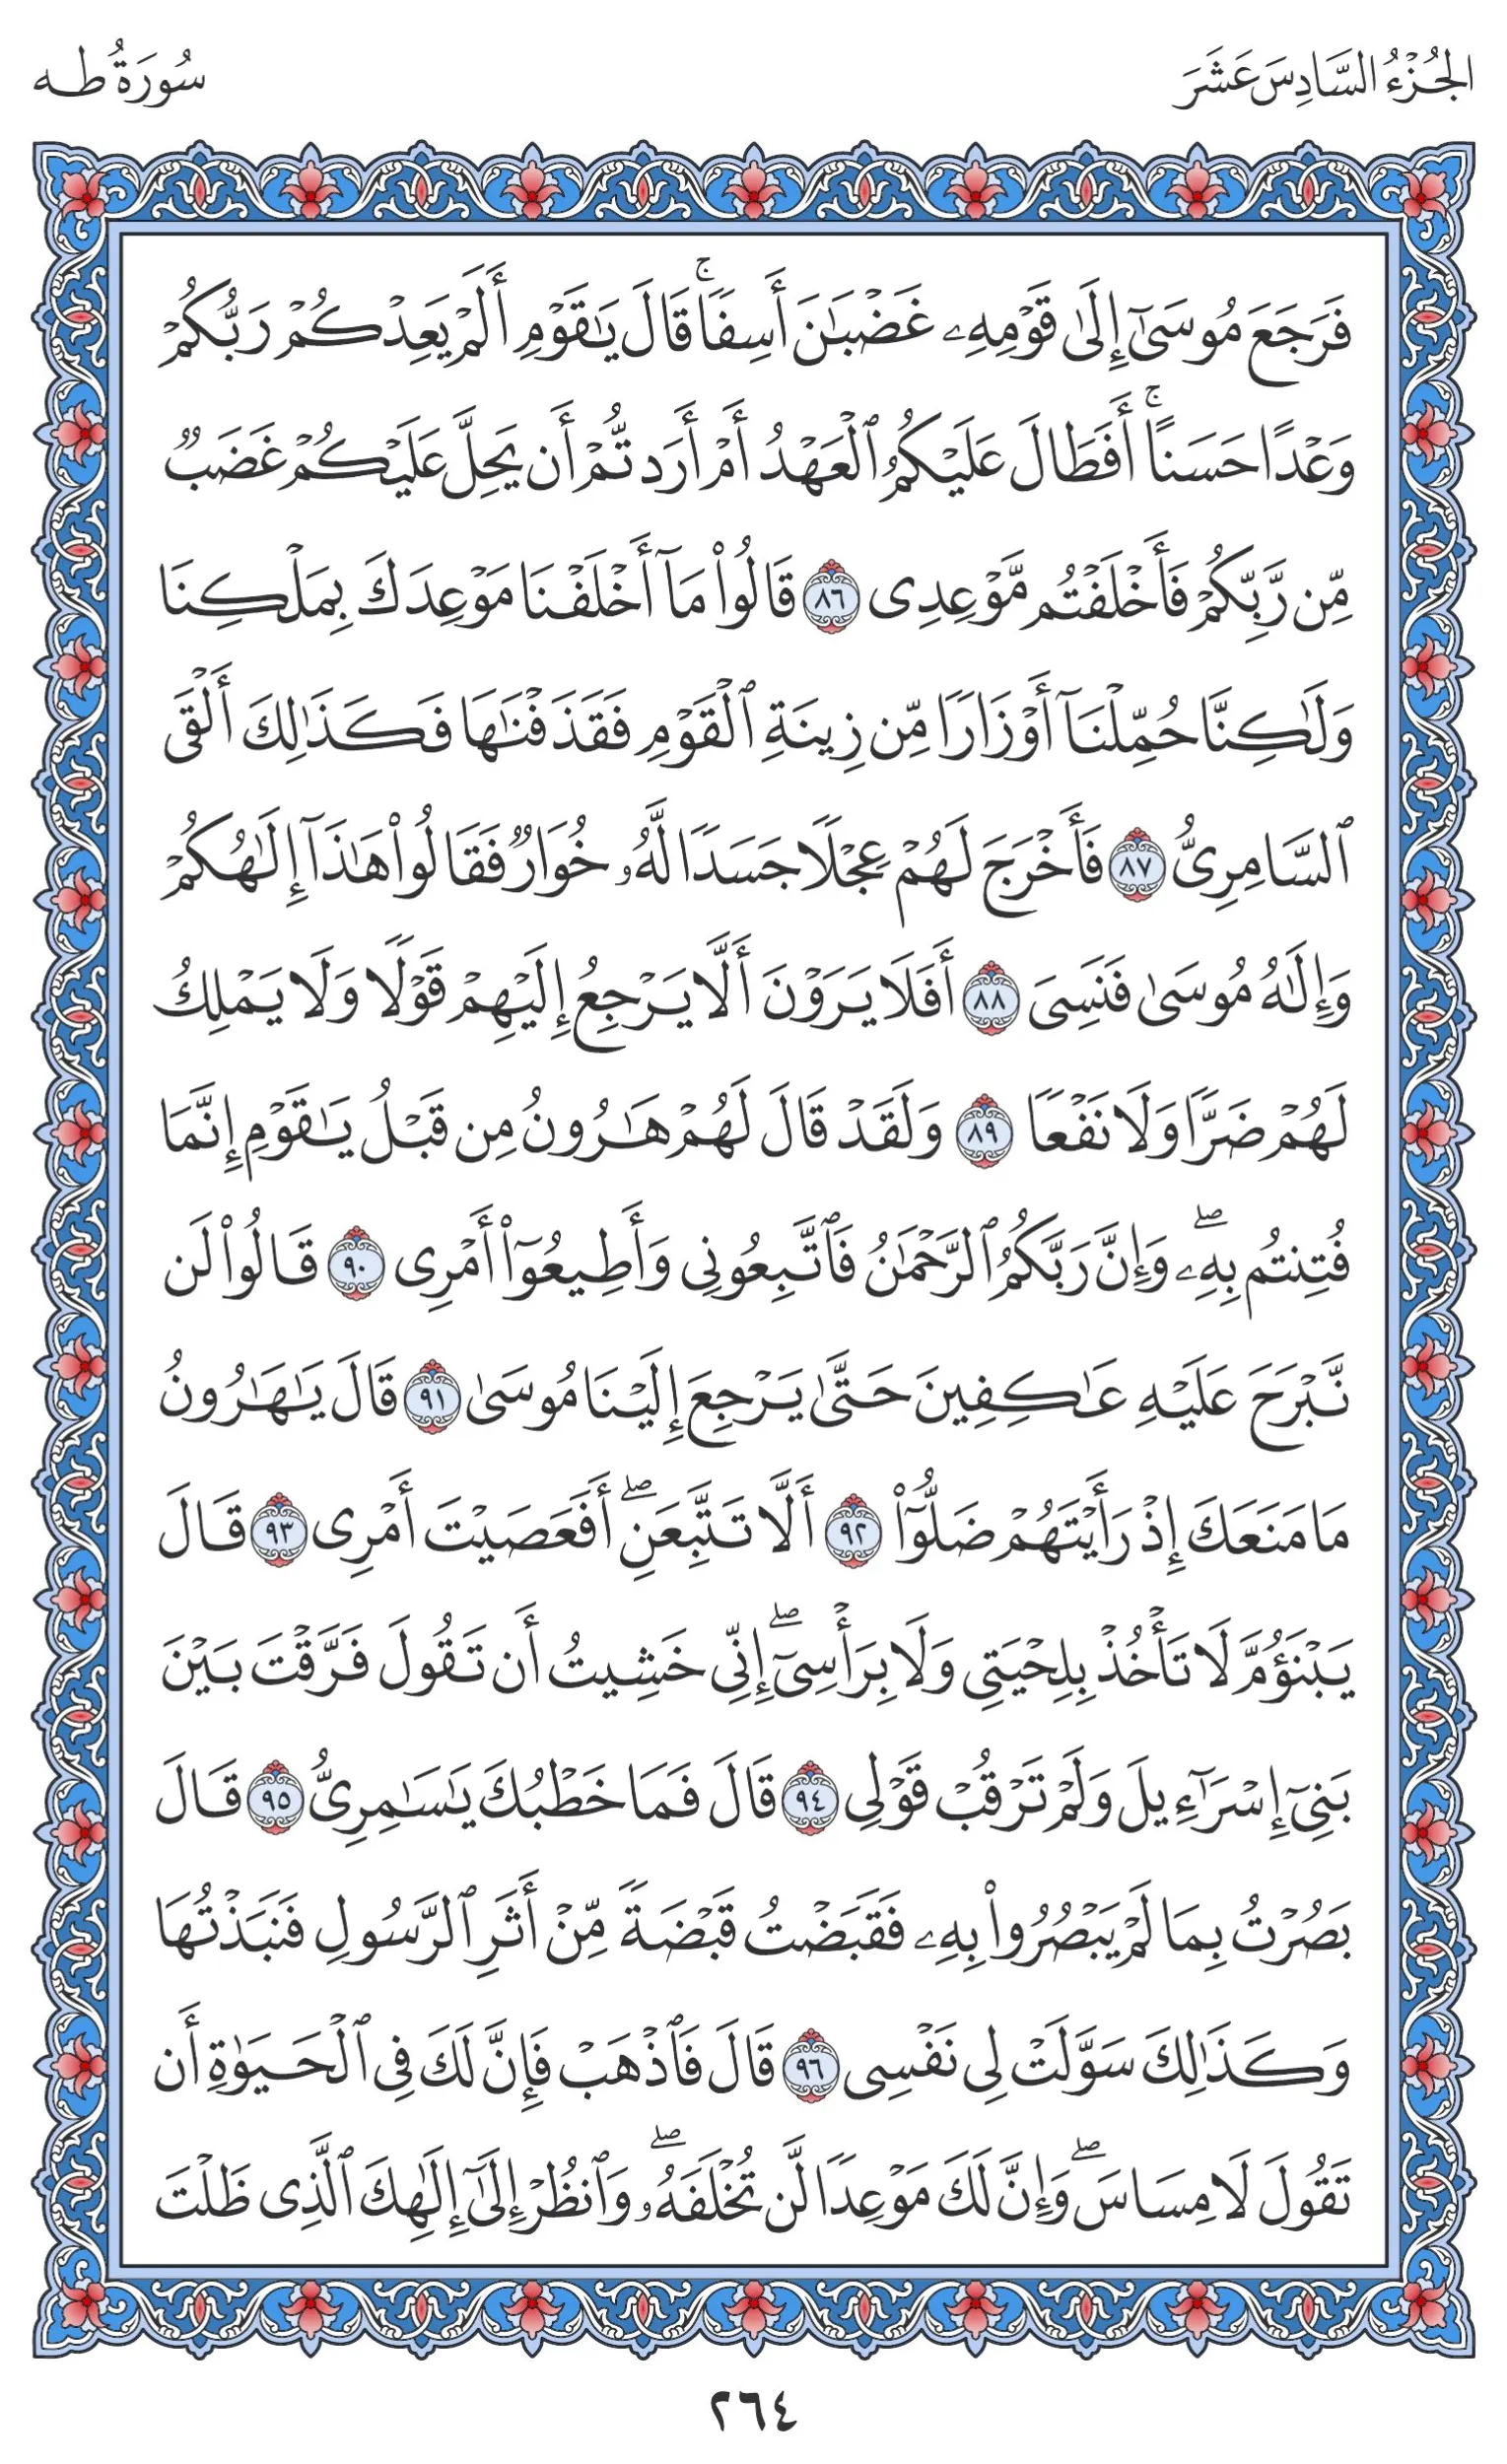 الجُزْءُ السَّادِسَ عَشَرَ
سُورَةُ طه
فَرَجَعَ مُوسَىٰٓ إِلَىٰ قَوْمِهِۦ غَضْبَـٰنَ أَسِفًاۚ قَالَ يَـٰقَوْمِ أَلَمْ يَعِدْكُمْ رَبُّكُمْ
وَعْدًا حَسَنًاۚ أَفَطَالَ عَلَيْكُمُ ٱلْعَهْدُ أَمْ أَرَدتُّمْ أَن يَحِلَّ عَلَيْكُمْ غَضَبٌ
مِّن رَّبِّكُمْ فَأَخْلَفْتُم مَّوْعِدِى ٨٦ قَالُوا۟ مَآ أَخْلَفْنَا مَوْعِدَكَ بِمَلْكِنَا
وَلَـٰكِنَّا حُمِّلْنَآ أَوْزَارًا مِّن زِينَةِ ٱلْقَوْمِ فَقَذَفْنَـٰهَا فَكَذَٰلِكَ أَلْقَى
ٱلسَّامِرِىُّ ٨٧ فَأَخْرَجَ لَهُمْ عِجْلًا جَسَدًا لَّهُۥ خُوَارٌ فَقَالُوا۟ هَـٰذَآ إِلَـٰهُكُمْ
وَإِلَـٰهُ مُوسَىٰ فَنَسِىَ ٨٨ أَفَلَا يَرَوْنَ أَلَّا يَرْجِعُ إِلَيْهِمْ قَوْلًا وَلَا يَمْلِكُ
لَهُمْ ضَرًّا وَلَا نَفْعًا ٨٩ وَلَقَدْ قَالَ لَهُمْ هَـٰرُونُ مِن قَبْلُ يَـٰقَوْمِ إِنَّمَا
فُتِنتُم بِهِۦۖ وَإِنَّ رَبَّكُمُ ٱلرَّحْمَـٰنُ فَٱتَّبِعُونِى وَأَطِيعُوٓا۟ أَمْرِى ٩٠ قَالُوا۟ لَن
نَّبْرَحَ عَلَيْهِ عَـٰكِفِينَ حَتَّىٰ يَرْجِعَ إِلَيْنَا مُوسَىٰ ٩١ قَالَ يَـٰهَـٰرُونُ
مَا مَنَعَكَ إِذْ رَأَيْتَهُمْ ضَلُّوٓا۟ ٩٢ أَلَّا تَتَّبِعَنِۖ أَفَعَصَيْتَ أَمْرِى ٩٣ قَالَ
يَبْنَؤُمَّ لَا تَأْخُذْ بِلِحْيَتِى وَلَا بِرَأْسِىٓۖ إِنِّى خَشِيتُ أَن تَقُولَ فَرَّقْتَ بَيْنَ
بَنِىٓ إِسْرَٰٓءِيلَ وَلَمْ تَرْقُبْ قَوْلِى ٩٤ قَالَ فَمَا خَطْبُكَ يَـٰسَـٰمِرِىُّ ٩٥ قَالَ
بَصُرْتُ بِمَا لَمْ يَبْصُرُوا۟ بِهِۦ فَقَبَضْتُ قَبْضَةً مِّنْ أَثَرِ ٱلرَّسُولِ فَنَبَذْتُهَا
وَكَذَٰلِكَ سَوَّلَتْ لِى نَفْسِى ٩٦ قَالَ فَٱذْهَبْ فَإِنَّ لَكَ فِى ٱلْحَيَوٰةِ أَن
تَقُولَ لَا مِسَاسَۖ وَإِنَّ لَكَ مَوْعِدًا لَّن تُخْلَفَهُۥۖ وَٱنظُرْ إِلَىٰٓ إِلَـٰهِكَ ٱلَّذِى ظَلْتَ
٢٦٤